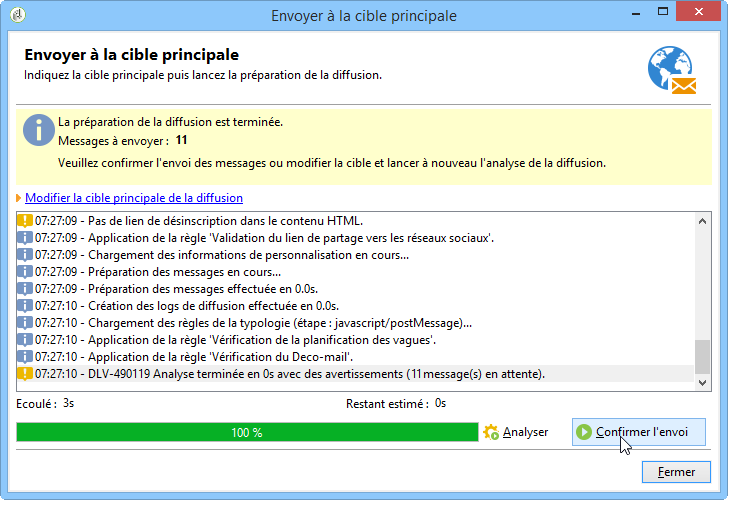 Envoyer à la cible principale
Envoyer à la cible principale
Indiquez la cible principale puis lancez la préparation de la diffusion.
La préparation de la diffusion est terminée.
Messages à envoyer : 11
Veuillez confirmer l'envoi des messages ou modifier la cible et lancer à nouveau l'analyse de la diffusion.
Modifier la cible principale de la diffusion
07:27:09 - Pas de lien de désinscription dans le contenu HTML.
07:27:09 - Application de la règle 'Validation du lien de partage vers les réseaux sociaux'.
07:27:09 - Chargement des informations de personnalisation en cours...
07:27:09 - Préparation des messages en cours...
07:27:09 - Préparation des messages effectuée en 0.0s.
07:27:10 - Création des logs de diffusion effectuée en 0.0s.
07:27:10 - Chargement des règles de la typologie (étape : javascript/postMessage)...
07:27:10 - Application de la règle 'Vérification de la planification des vagues'.
07:27:10 - Application de la règle 'Vérification du Deco-mail'.
07:27:10 - DLV-490119 Analyse terminée en 0s avec des avertissements (11message(s) en attente).
Ecoulé : 3s Restant estimé : 0s
100 % Analyser Confirmer l'envoi
Fermer